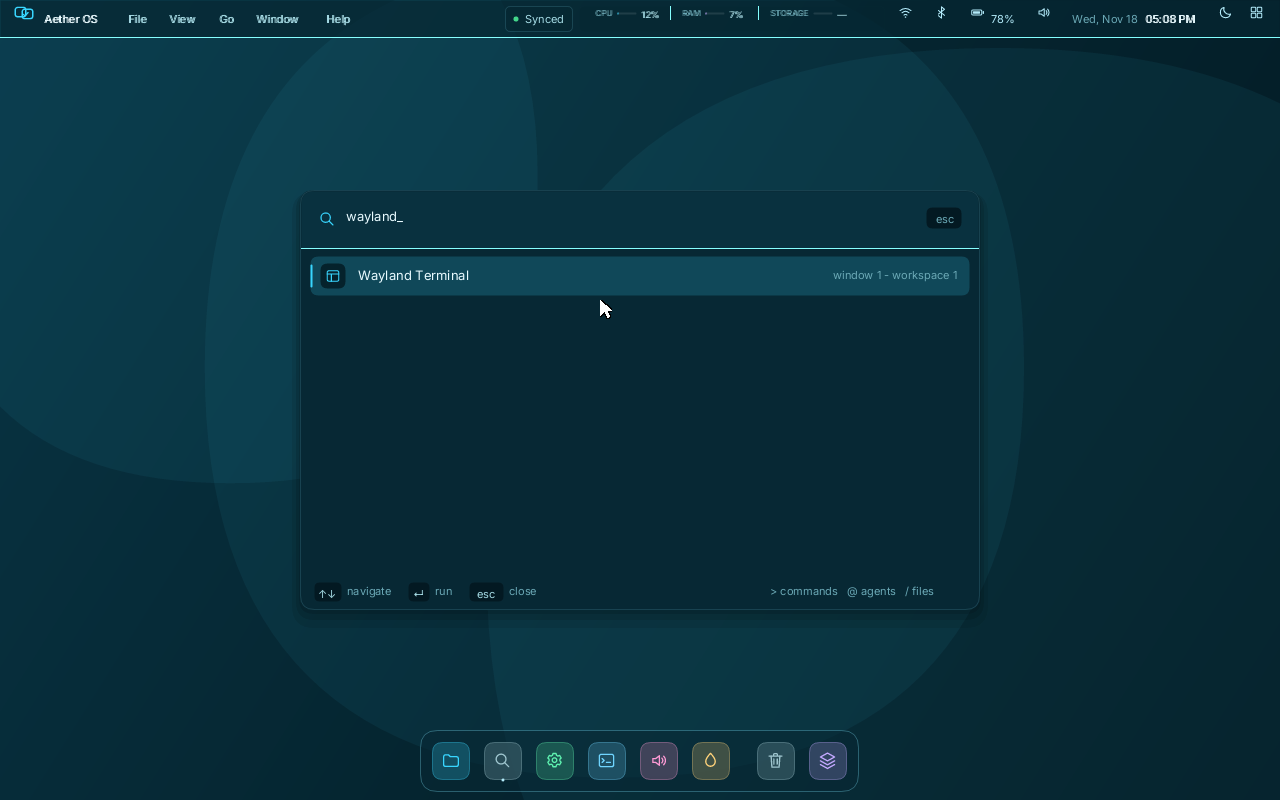 Aether OS File View Go Window Help Synced CPU 12% RAM 7% STORAGE — 78% Wed, Nov 18 05:08 PM
wayland_ esc
Wayland Terminal window 1 - workspace 1
↑↓ navigate ↵ run esc close > commands @ agents / files